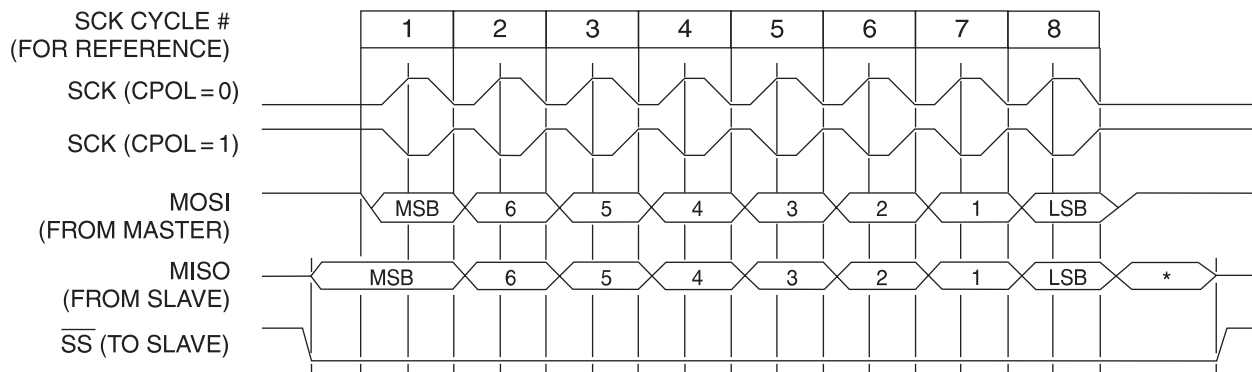 SCK CYCLE # 1 2 3 4 5 6 7 8
(FOR REFERENCE)
SCK (CPOL = 0)
SCK (CPOL = 1)
MOSI MSB 6 5 4 3 2 1 LSB
(FROM MASTER)
MISO MSB 6 5 4 3 2 1 LSB *
(FROM SLAVE)
SS (TO SLAVE)